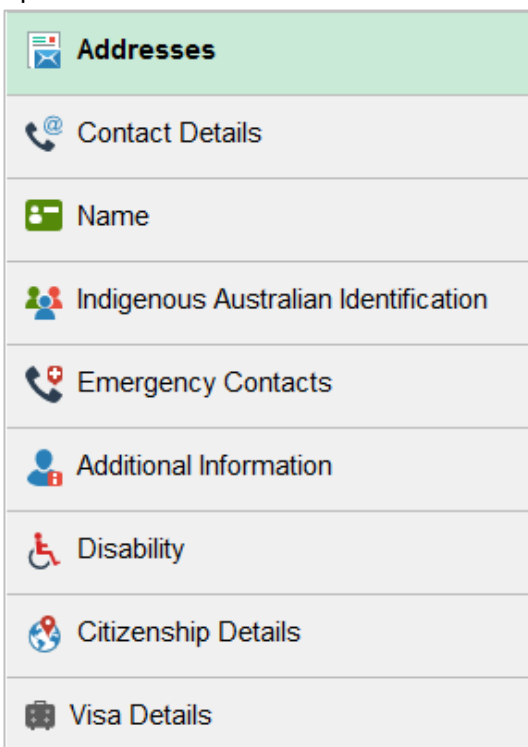 Addresses
Contact Details
Name
Indigenous Australian Identification
Emergency Contacts
Additional Information
Disability
Citizenship Details
Visa Details